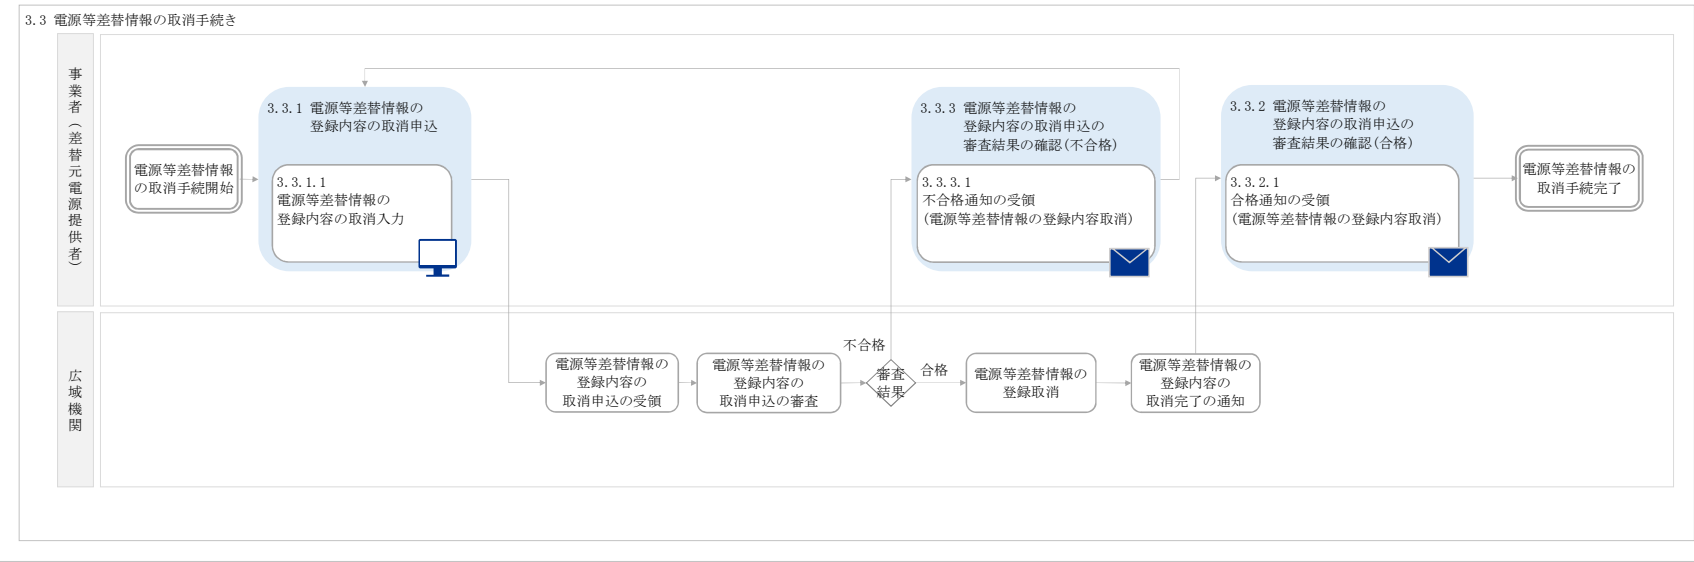 3.3 電源等差替情報の取消手続き
事業者（差替元電源提供者）
電源等差替情報
の取消手続開始
3.3.1 電源等差替情報の
登録内容の取消申込
3.3.1.1
電源等差替情報の
登録内容の取消入力
3.3.3 電源等差替情報の
登録内容の取消申込の
審査結果の確認(不合格)
3.3.3.1
不合格通知の受領
(電源等差替情報の登録内容取消)
3.3.2 電源等差替情報の
登録内容の取消申込の
審査結果の確認(合格)
3.3.2.1
合格通知の受領
(電源等差替情報の登録内容取消)
電源等差替情報の
取消手続完了
広域機関
電源等差替情報の
登録内容の
取消申込の受領
電源等差替情報の
登録内容の
取消申込の審査
不合格
審査
結果
合格
電源等差替情報の
登録取消
電源等差替情報の
登録内容の
取消完了の通知